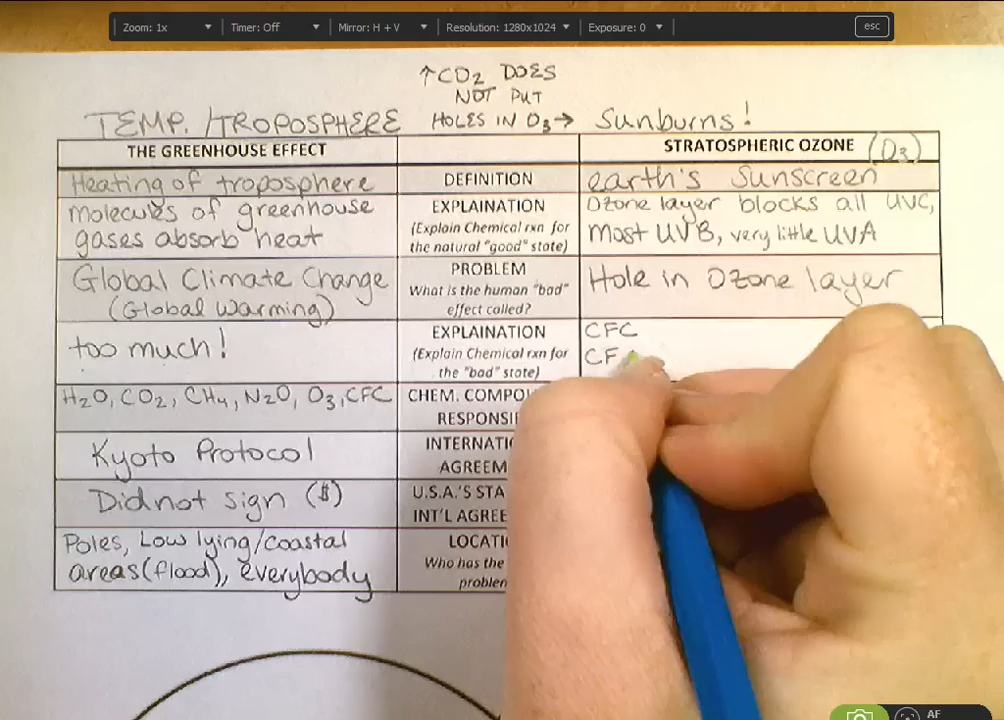 Zoom: 1x Timer: Off Mirror: H + V Resolution: 1280x1024 Exposure: 0 esc
↑CO2 DOES
NOT PUT
TEMP. /TROPOSPHERE HOLES IN O3→ Sunburns!
THE GREENHOUSE EFFECT STRATOSPHERIC OZONE (O3)
Heating of troposphere DEFINITION earth's Sunscreen
molecules of greenhouse EXPLAINATION Ozone layer blocks all UVC,
gases absorb heat (Explain Chemical rxn for most UVB, very little UVA
the natural "good" state)
Global Climate Change PROBLEM Hole in Ozone layer
(Global Warming) What is the human "bad"
effect called?
too much! EXPLAINATION CFC
(Explain Chemical rxn for CF
the "bad" state)
H2O, CO2, CH4, N2O, O3, CFC CHEM. COMPOU
RESPONSI
Kyoto Protocol INTERNATI
AGREEM
Did not sign ($) U.S.A.'S STA
INT'L AGREE
Poles, Low lying/coastal LOCATI
areas(flood), everybody Who has the
problem
AF